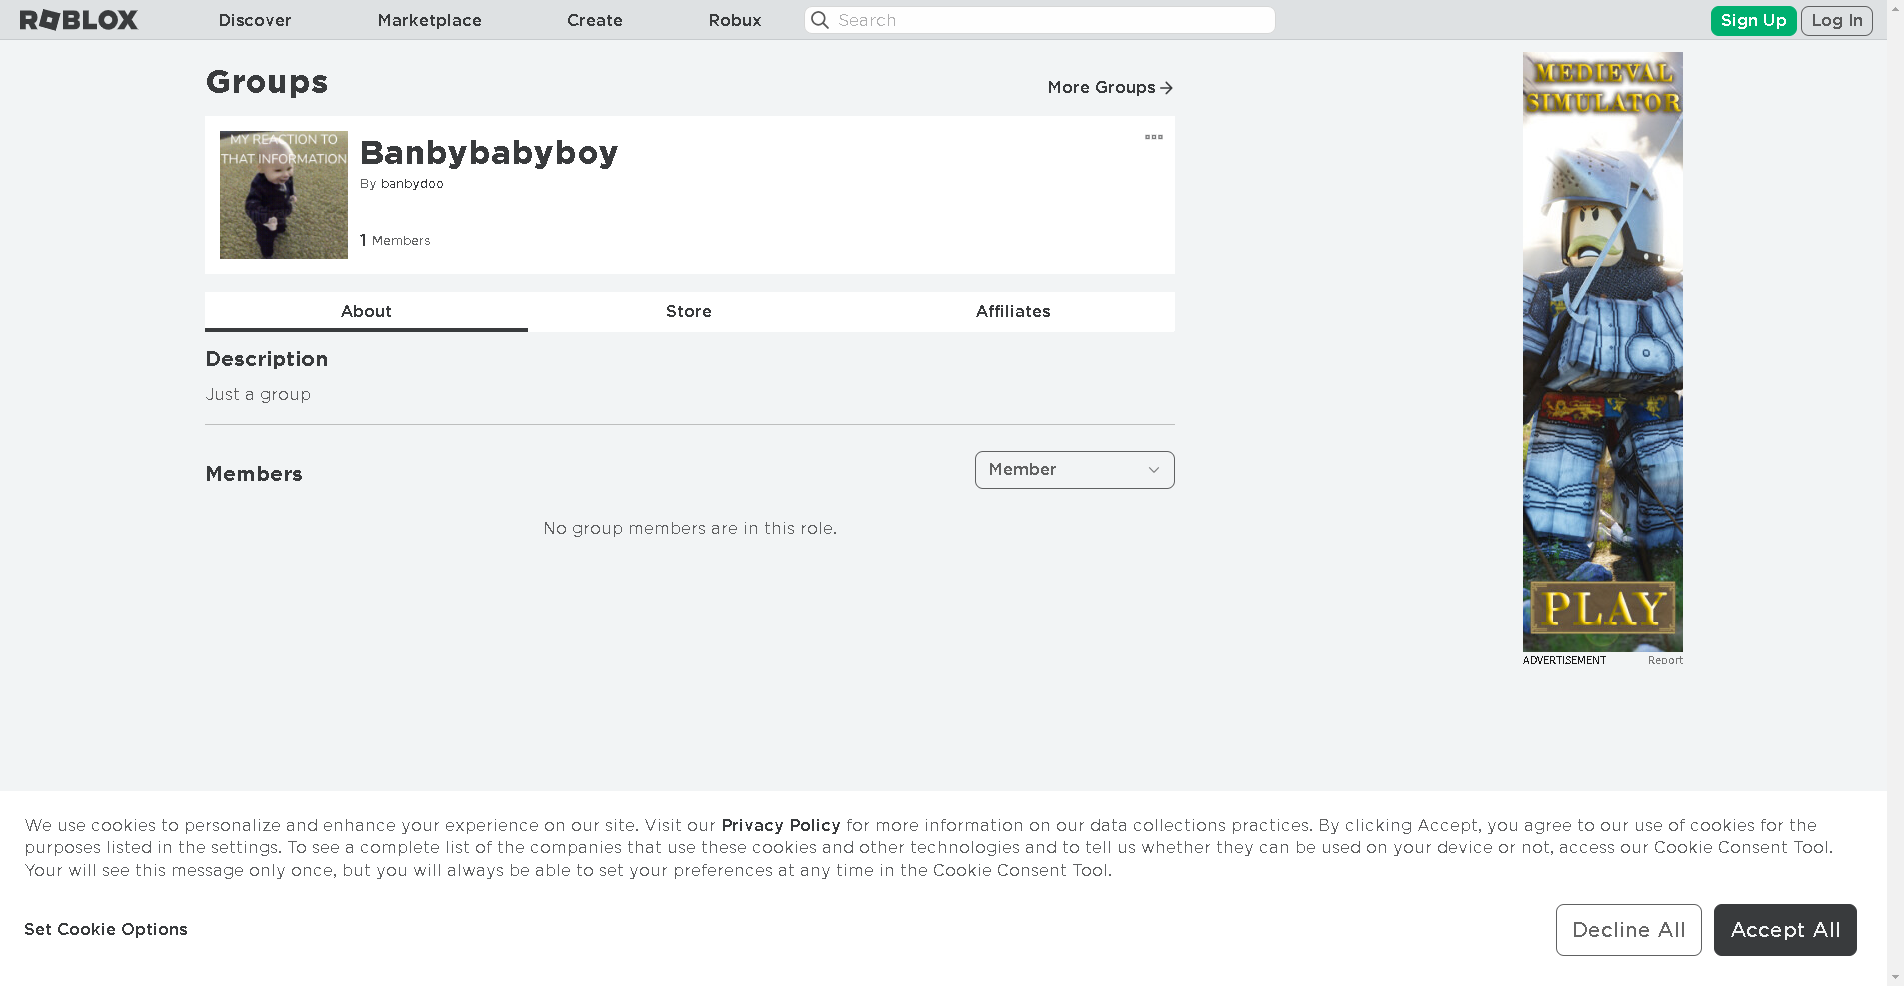 ROBLOX Discover Marketplace Create Robux Search Sign Up Log In
Groups
More Groups
MY REACTION TO
THAT INFORMATION
Banbybabyboy
By banbydoo
1 Members
About Store Affiliates
Description
Just a group
Members
Member
No group members are in this role.
MEDIEVAL
SIMULATOR
PLAY
ADVERTISEMENT Report
We use cookies to personalize and enhance your experience on our site. Visit our Privacy Policy for more information on our data collections practices. By clicking Accept, you agree to our use of cookies for the
purposes listed in the settings. To see a complete list of the companies that use these cookies and other technologies and to tell us whether they can be used on your device or not, access our Cookie Consent Tool.
Your will see this message only once, but you will always be able to set your preferences at any time in the Cookie Consent Tool.
Set Cookie Options
Decline All
Accept All